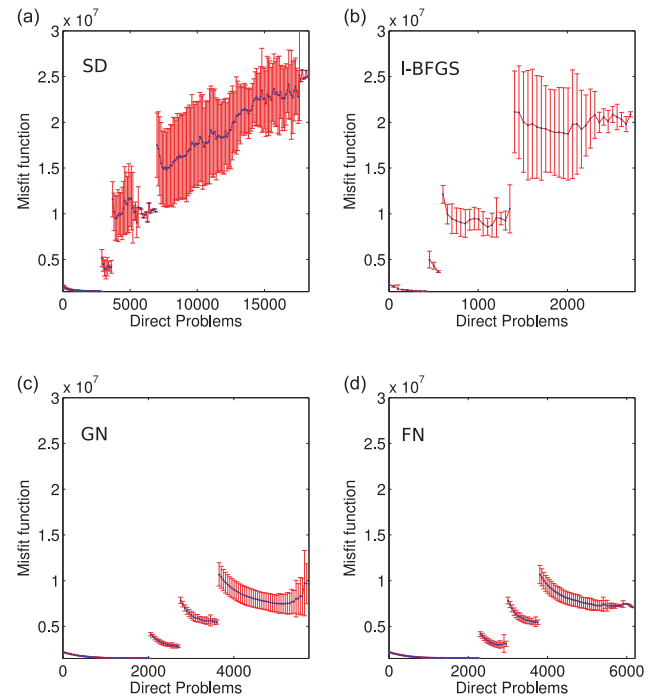 (a)
x 10^7
SD
Misfit function
3
2.5
2
1.5
1
0.5
0
5000
10000
15000
Direct Problems
(b)
x 10^7
l-BFGS
Misfit function
3
2.5
2
1.5
1
0.5
0
1000
2000
Direct Problems
(c)
x 10^7
GN
Misfit function
3
2.5
2
1.5
1
0.5
0
2000
4000
Direct Problems
(d)
x 10^7
FN
Misfit function
3
2.5
2
1.5
1
0.5
0
2000
4000
6000
Direct Problems